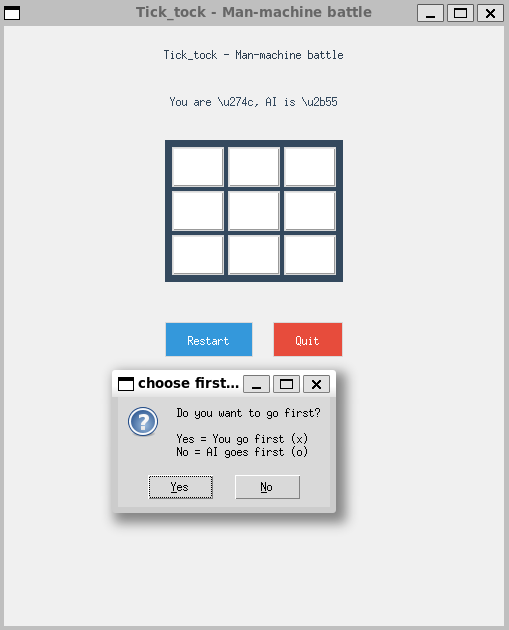 Tick_tock - Man-machine battle
Tick_tock - Man-machine battle
You are \u274c, AI is \u2b55
Restart
Quit
choose first...
?
Do you want to go first?
Yes = You go first (x)
No = AI goes first (o)
Yes
No